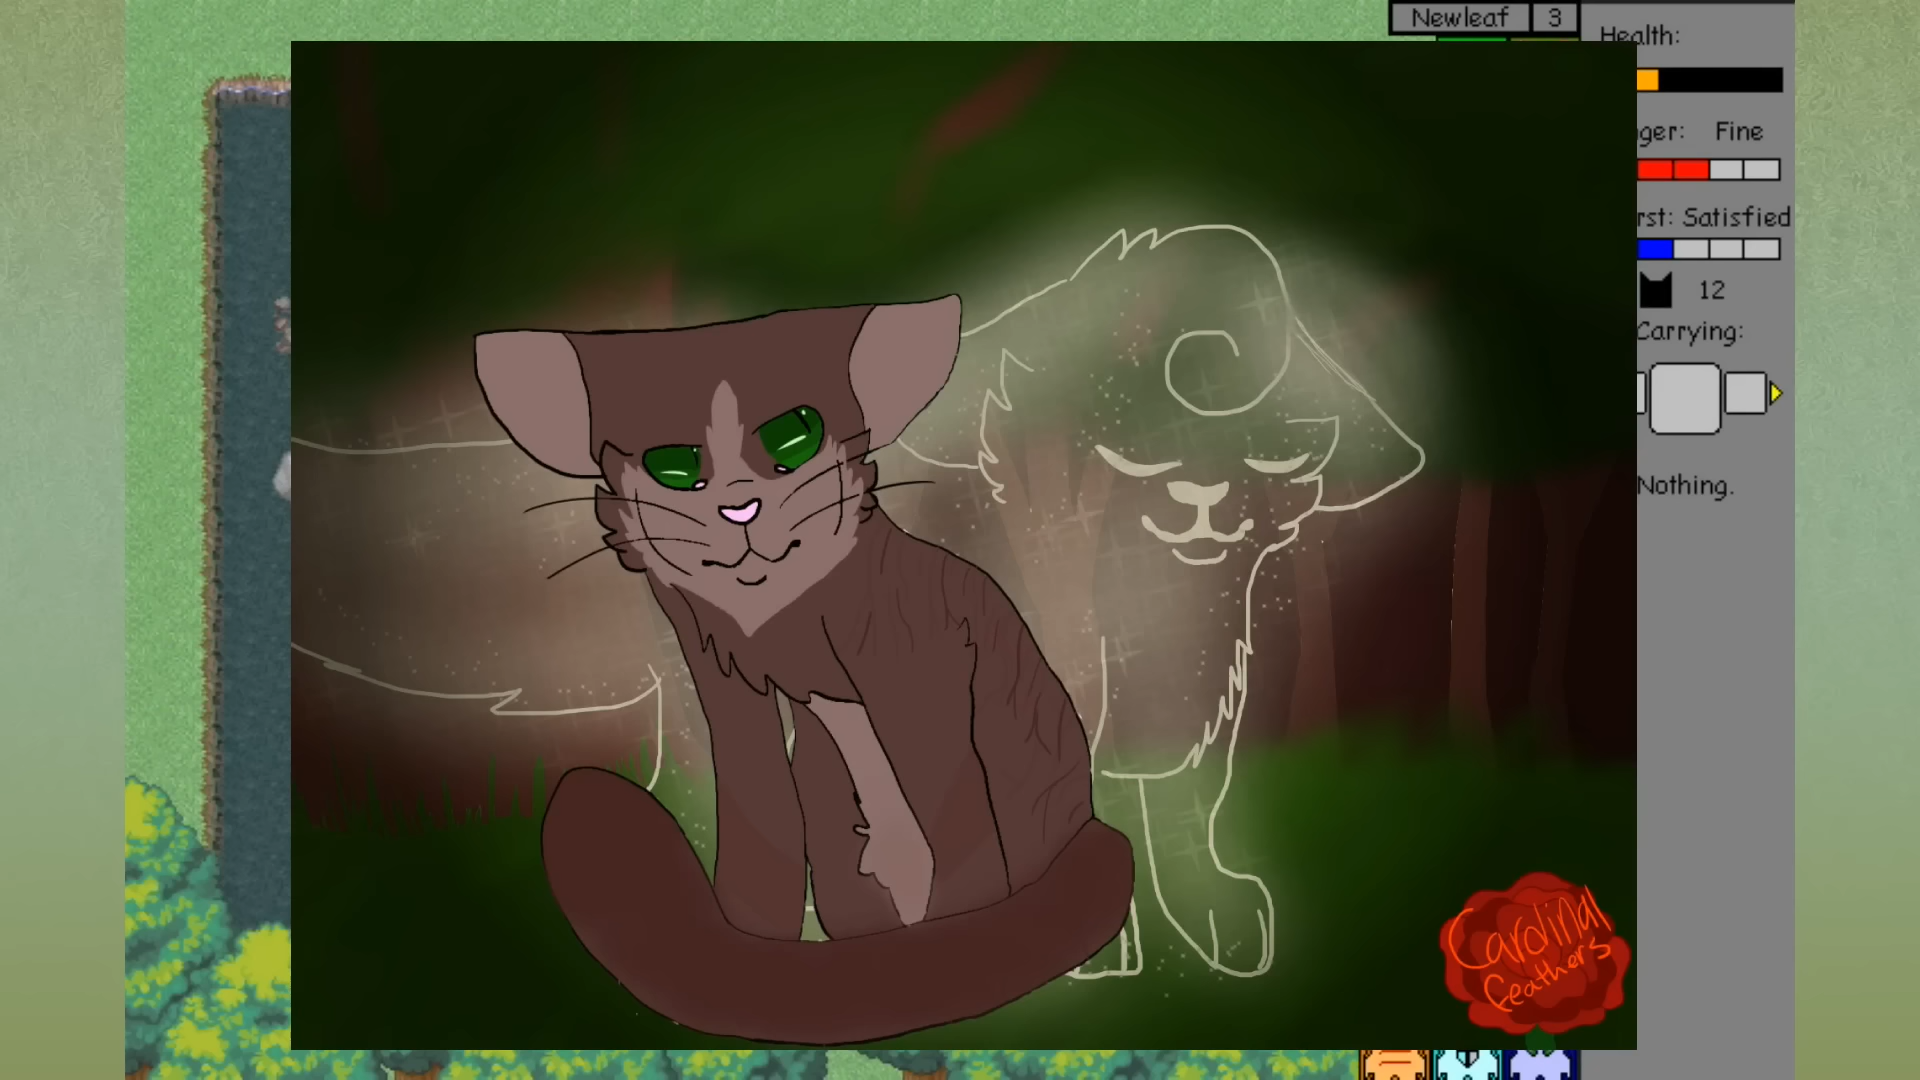 Newleaf 3
Health:
ger: Fine
rst: Satisfied
12
Carrying:
Nothing.
Cardinal
feathers